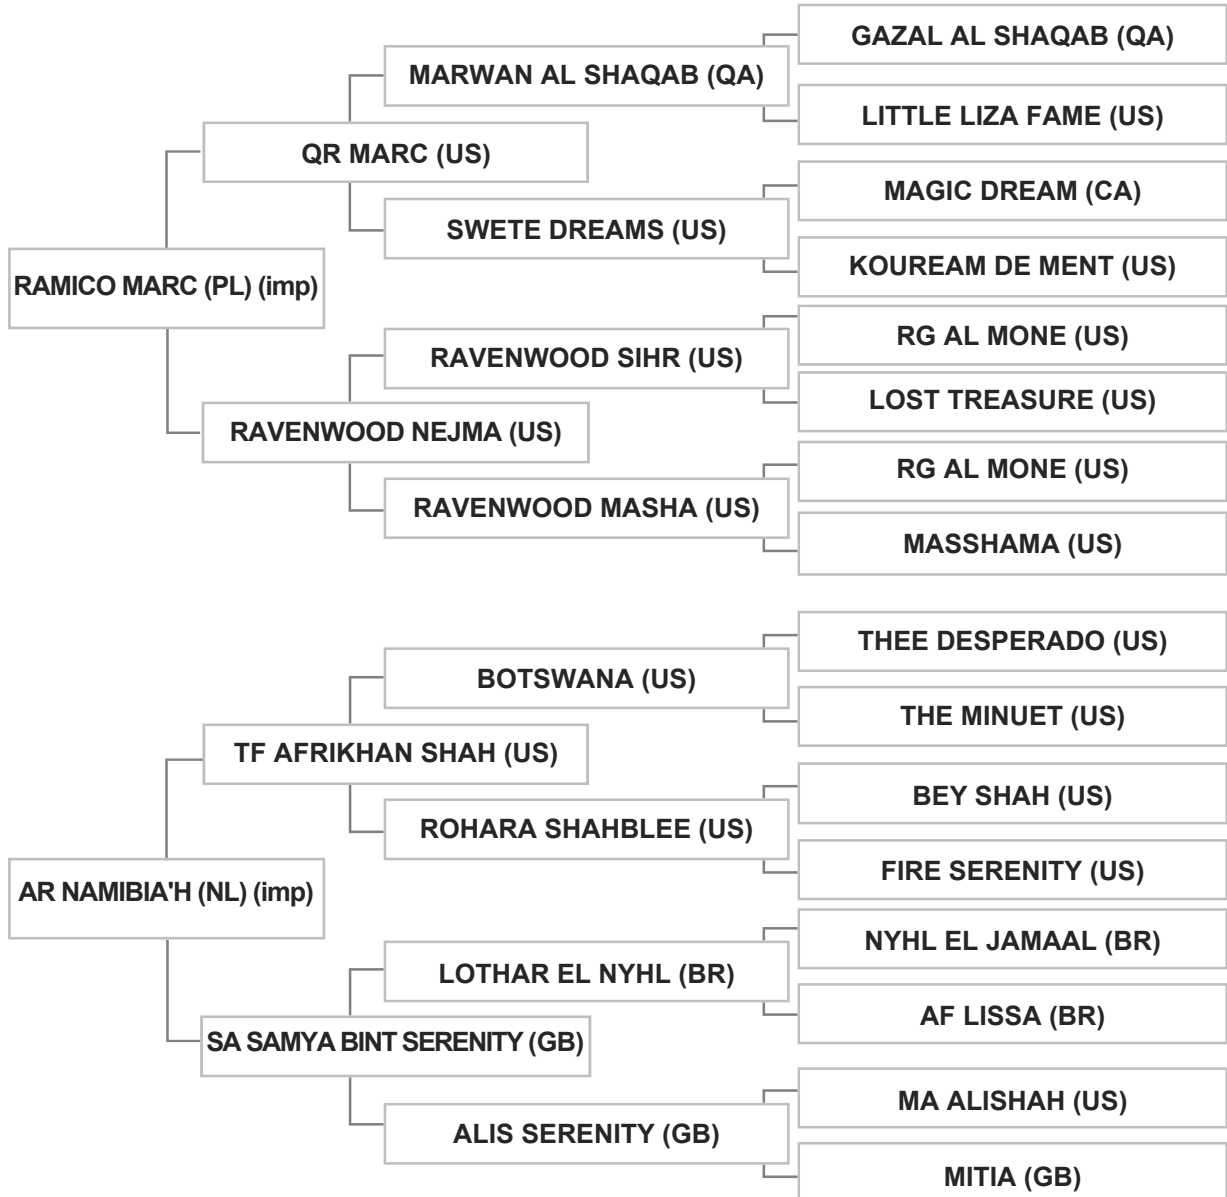 GAZAL AL SHAQAB (QA)
MARWAN AL SHAQAB (QA)
LITTLE LIZA FAME (US)
QR MARC (US)
MAGIC DREAM (CA)
SWETE DREAMS (US)
KOUREAM DE MENT (US)
RAMICO MARC (PL) (imp)
RG AL MONE (US)
RAVENWOOD SIHR (US)
LOST TREASURE (US)
RAVENWOOD NEJMA (US)
RG AL MONE (US)
RAVENWOOD MASHA (US)
MASSHAMA (US)
THEE DESPERADO (US)
BOTSWANA (US)
THE MINUET (US)
TF AFRIKHAN SHAH (US)
BEY SHAH (US)
ROHARA SHAHBLEE (US)
FIRE SERENITY (US)
AR NAMIBIA'H (NL) (imp)
NYHL EL JAMAAL (BR)
LOTHAR EL NYHL (BR)
AF LISSA (BR)
SA SAMYA BINT SERENITY (GB)
MA ALISHAH (US)
ALIS SERENITY (GB)
MITIA (GB)